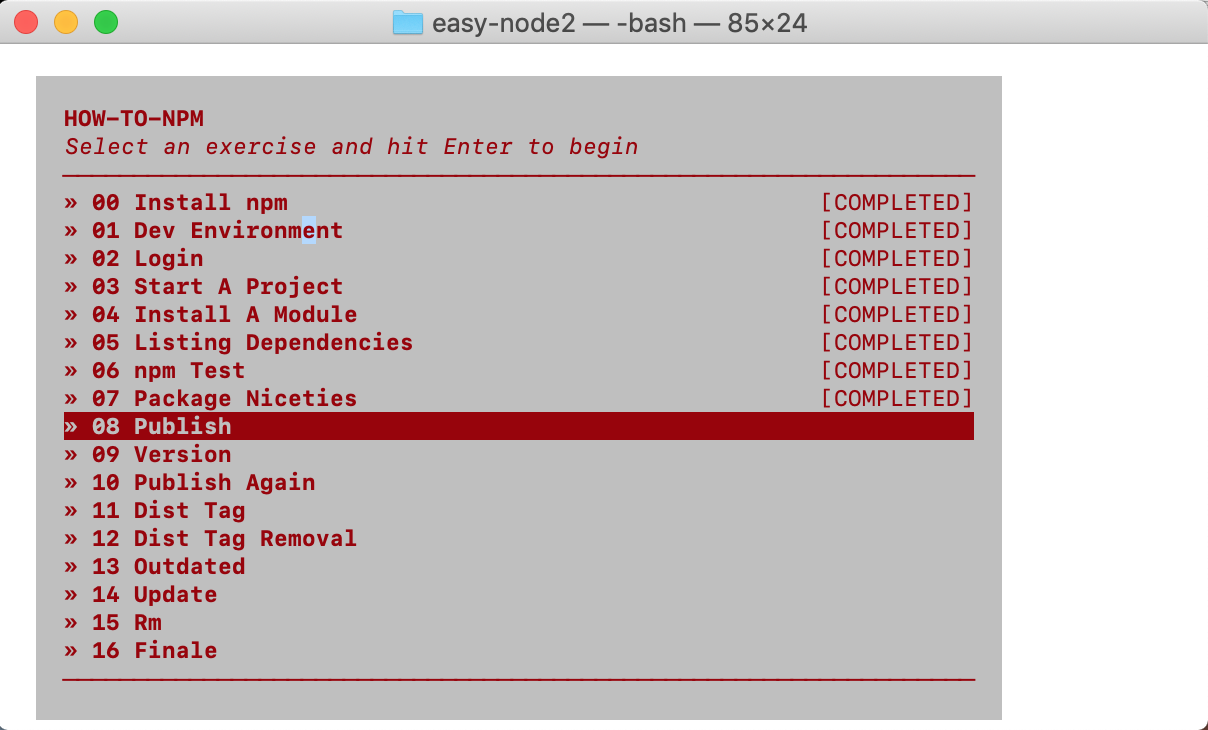 easy-node2 — -bash — 85×24
HOW-TO-NPM
Select an exercise and hit Enter to begin
» 00 Install npm [COMPLETED]
» 01 Dev Environment [COMPLETED]
» 02 Login [COMPLETED]
» 03 Start A Project [COMPLETED]
» 04 Install A Module [COMPLETED]
» 05 Listing Dependencies [COMPLETED]
» 06 npm Test [COMPLETED]
» 07 Package Niceties [COMPLETED]
» 08 Publish
» 09 Version
» 10 Publish Again
» 11 Dist Tag
» 12 Dist Tag Removal
» 13 Outdated
» 14 Update
» 15 Rm
» 16 Finale